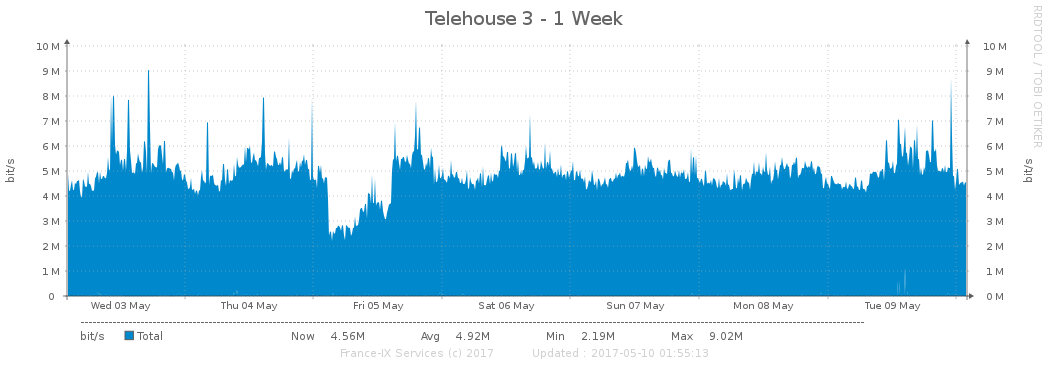 Telehouse 3 - 1 Week
RRDTOOL / TOBI OETIKER
bit/s
10 M 10 M
9 M 9 M
8 M 8 M
7 M 7 M
6 M 6 M
5 M 5 M
4 M 4 M
3 M 3 M
2 M 2 M
1 M 1 M
0 0 M
bit/s
Wed 03 May Thu 04 May Fri 05 May Sat 06 May Sun 07 May Mon 08 May Tue 09 May
bit/s Total Now 4.56M Avg 4.92M Min 2.19M Max 9.02M
France-IX Services (c) 2017 Updated : 2017-05-10 01:55:13